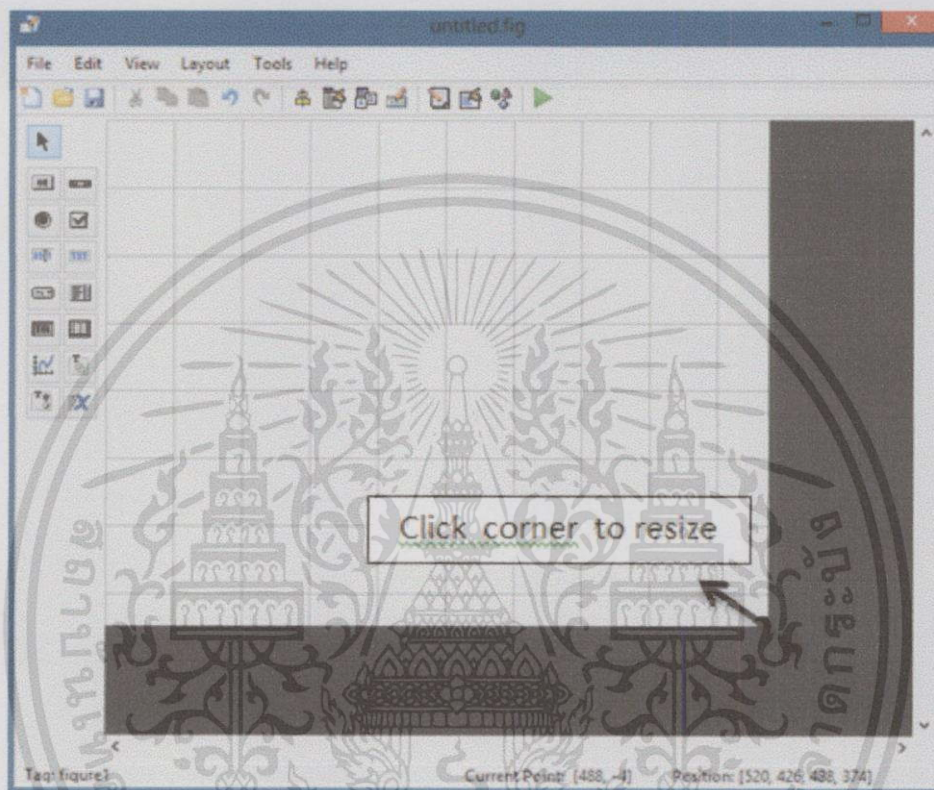 untitled.fig
File Edit View Layout Tools Help
Click corner to resize
Tag: figure1 Current Point: [488, -4] Position: [520, 426, 488, 374]